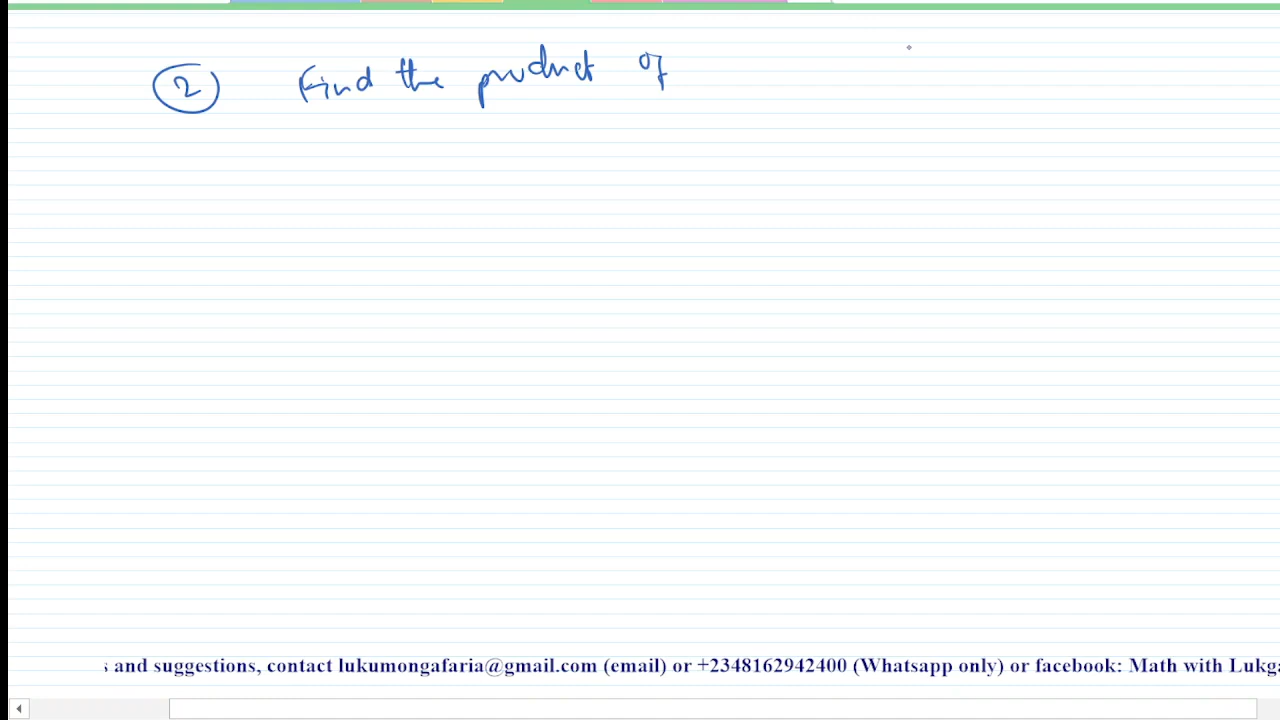 2 Find the product of
and suggestions, contact lukumongafaria@gmail.com (email) or +2348162942400 (Whatsapp only) or facebook: Math with Lukga